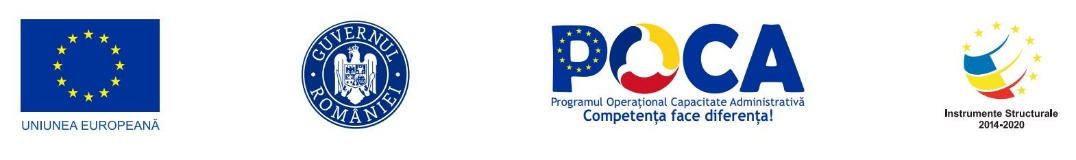 UNIUNEA EUROPEANĂ
GUVERNUL ROMÂNIEI
POCA
Programul Operațional Capacitate Administrativă
Competența face diferența!
Instrumente Structurale
2014-2020